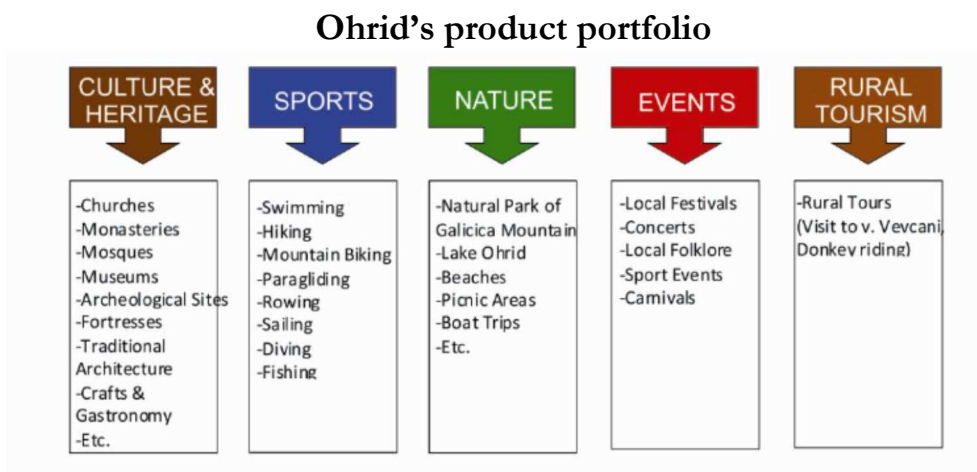 Ohrid's product portfolio
CULTURE &
HERITAGE
-Churches
-Monasteries
-Mosques
-Museums
-Archeological Sites
-Fortresses
-Traditional
Architecture
-Crafts &
Gastronomy
-Etc.
SPORTS
-Swimming
-Hiking
-Mountain Biking
-Paragliding
-Rowing
-Sailing
-Diving
-Fishing
NATURE
-Natural Park of
Galicica Mountain
-Lake Ohrid
-Beaches
-Picnic Areas
-Boat Trips
-Etc.
EVENTS
-Local Festivals
-Concerts
-Local Folklore
-Sport Events
-Carnivals
RURAL
TOURISM
-Rural Tours
(Visit to v. Vevcani,
Donkey riding)